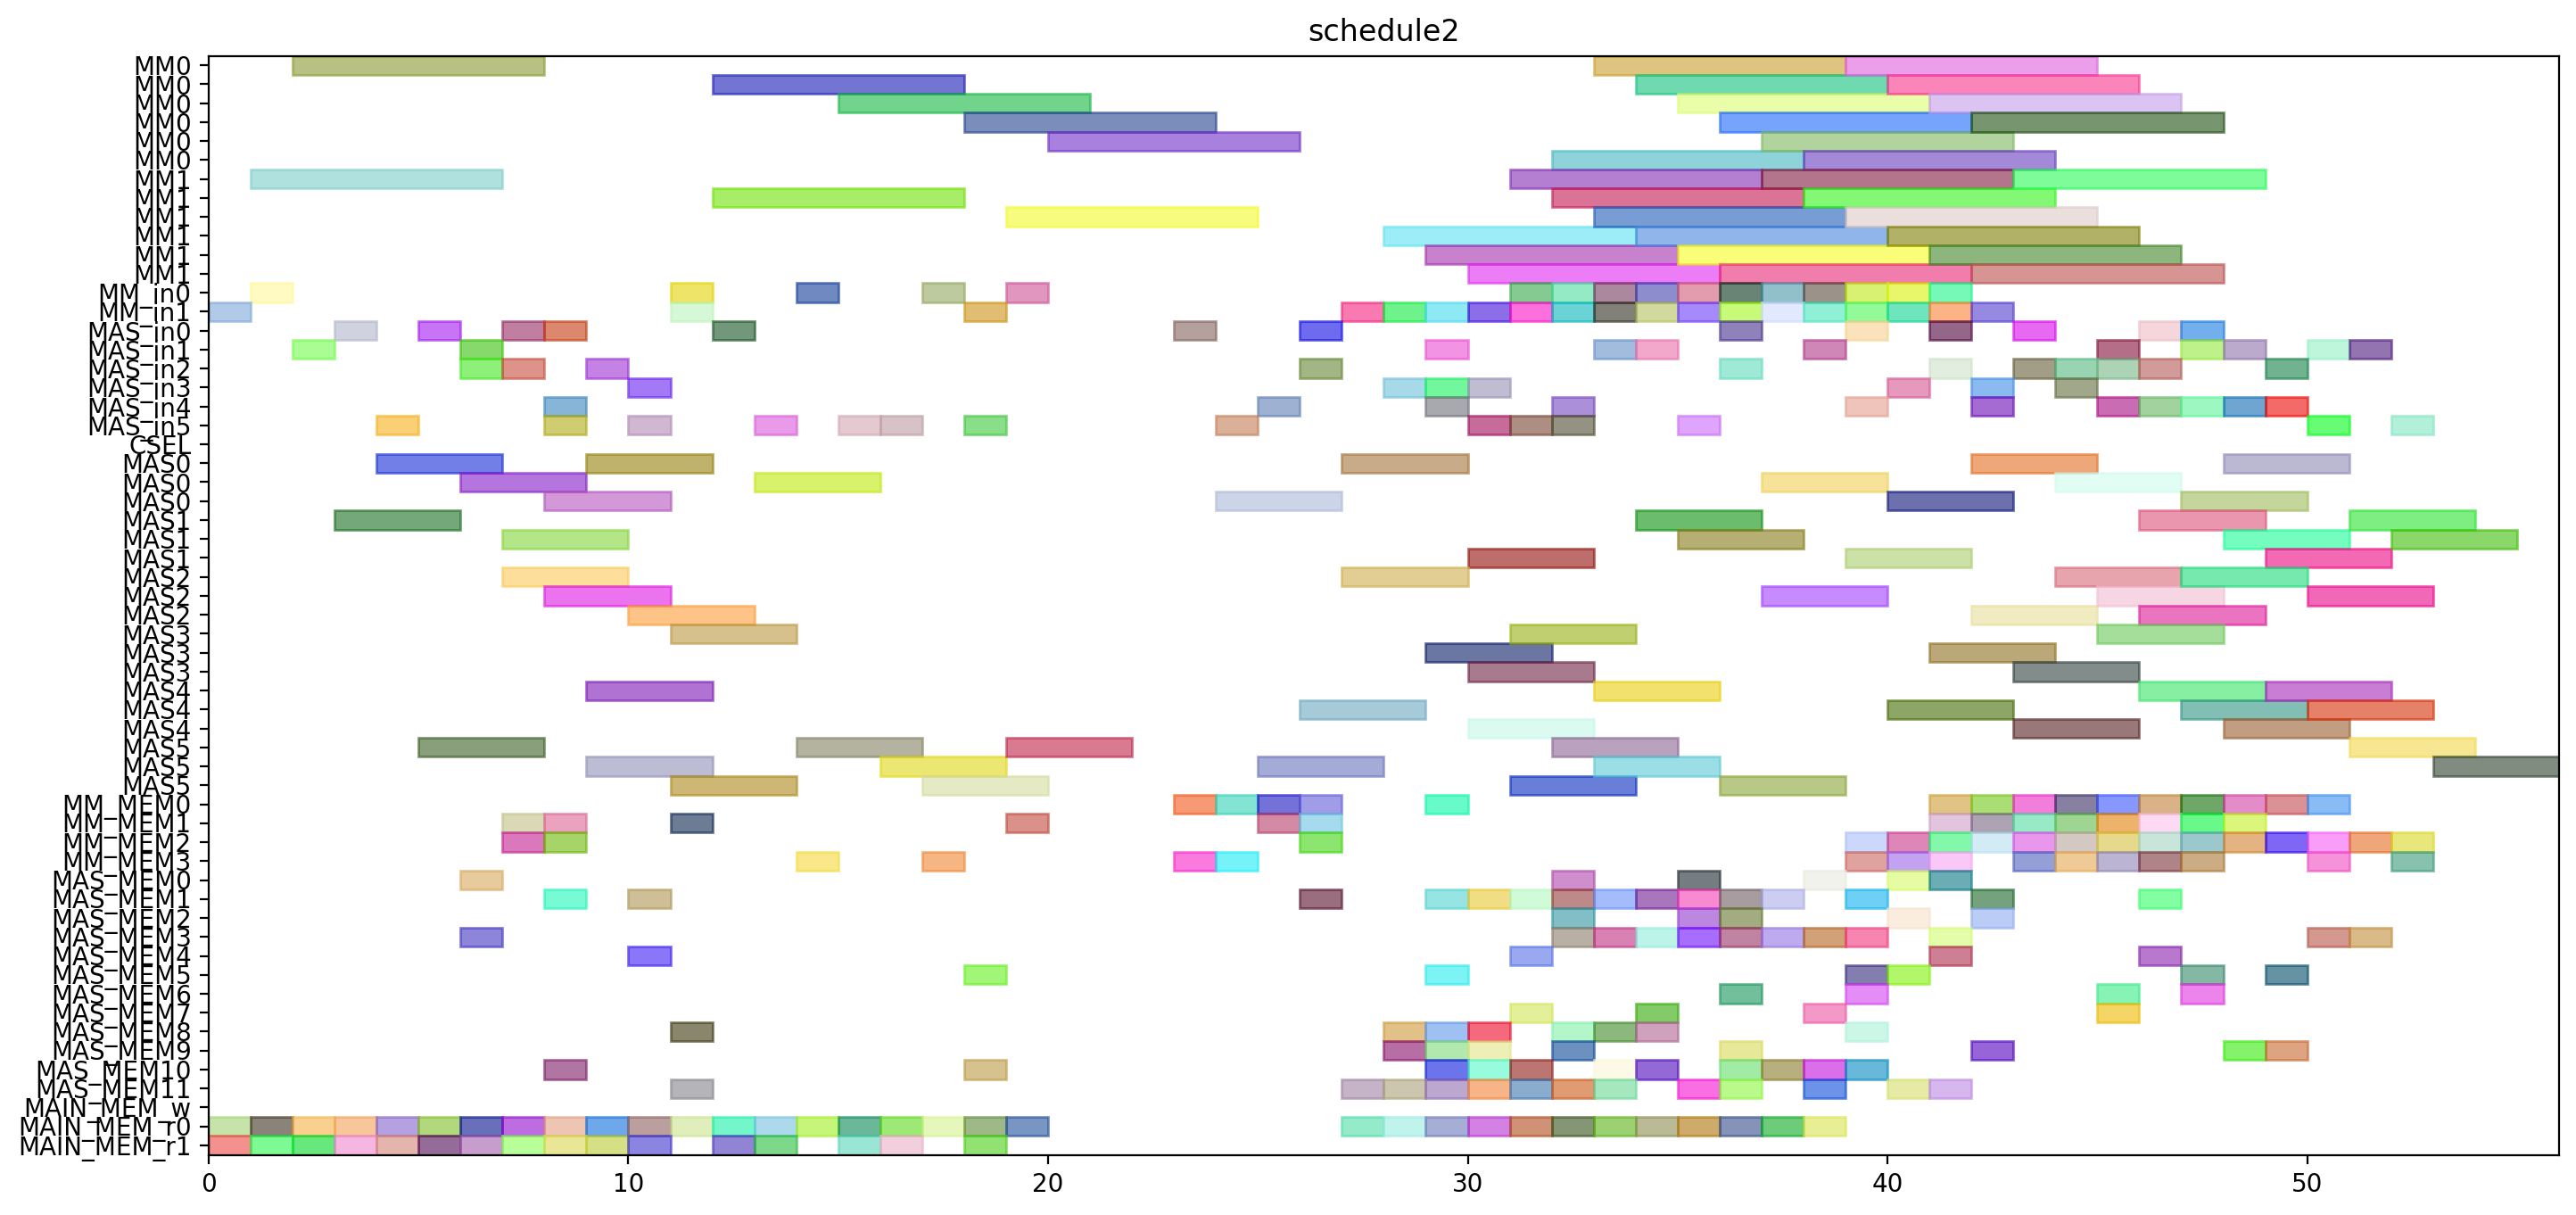 schedule2
MM0
MM0
MM0
MM0
MM0
MM0
MM1
MM1
MM1
MM1
MM1
MM1
MM_in0
MM_in1
MAS_in0
MAS_in1
MAS_in2
MAS_in3
MAS_in4
MAS_in5
CSEL
MAS0
MAS0
MAS0
MAS1
MAS1
MAS1
MAS2
MAS2
MAS2
MAS3
MAS3
MAS3
MAS4
MAS4
MAS4
MAS5
MAS5
MAS5
MM_MEM0
MM_MEM1
MM_MEM2
MM_MEM3
MAS_MEM0
MAS_MEM1
MAS_MEM2
MAS_MEM3
MAS_MEM4
MAS_MEM5
MAS_MEM6
MAS_MEM7
MAS_MEM8
MAS_MEM9
MAS_MEM10
MAS_MEM11
MAIN_MEM_w
MAIN_MEM_r0
MAIN_MEM_r1
0 10 20 30 40 50